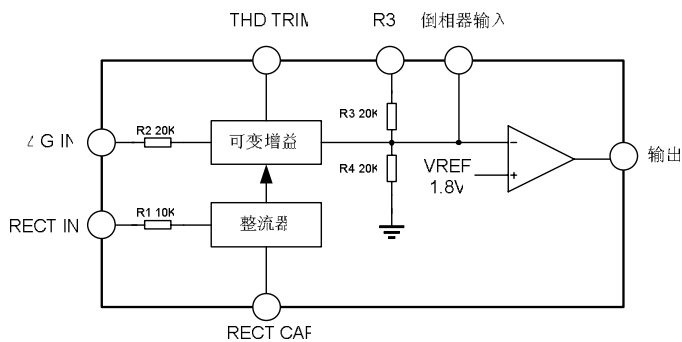 THD TRIM
R3
倒相器输入
R2 20K
可变增益
R3 20K
G IN
R4 20K
VREF
1.8V
−
+
输出
RECT IN
R1 10K
整流器
RECT CAP